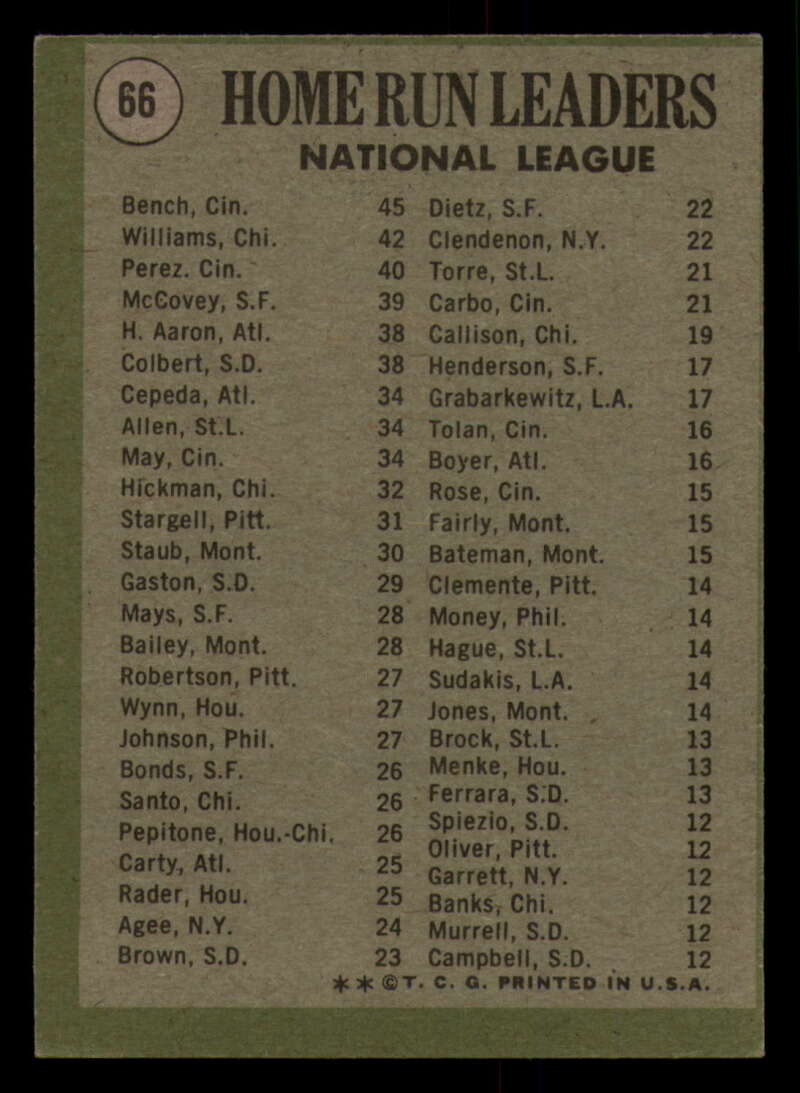 66
HOME RUN LEADERS
NATIONAL LEAGUE
Bench, Cin. 45
Williams, Chi. 42
Perez. Cin. 40
McCovey, S.F. 39
H. Aaron, Atl. 38
Colbert, S.D. 38
Cepeda, Atl. 34
Allen, St.L. 34
May, Cin. 34
Hickman, Chi. 32
Stargell, Pitt. 31
Staub, Mont. 30
Gaston, S.D. 29
Mays, S.F. 28
Bailey, Mont. 28
Robertson, Pitt. 27
Wynn, Hou. 27
Johnson, Phil. 27
Bonds, S.F. 26
Santo, Chi. 26
Pepitone, Hou.-Chi. 26
Carty, Atl. 25
Rader, Hou. 25
Agee, N.Y. 24
Brown, S.D. 23
Dietz, S.F. 22
Clendenon, N.Y. 22
Torre, St.L. 21
Carbo, Cin. 21
Callison, Chi. 19
Henderson, S.F. 17
Grabarkewitz, L.A. 17
Tolan, Cin. 16
Boyer, Atl. 16
Rose, Cin. 15
Fairly, Mont. 15
Bateman, Mont. 15
Clemente, Pitt. 14
Money, Phil. 14
Hague, St.L. 14
Sudakis, L.A. 14
Jones, Mont. 14
Brock, St.L. 13
Menke, Hou. 13
Ferrara, S.D. 13
Spiezio, S.D. 12
Oliver, Pitt. 12
Garrett, N.Y. 12
Banks, Chi. 12
Murrell, S.D. 12
Campbell, S.D. 12
✶✶©T. C. G. PRINTED IN U.S.A.